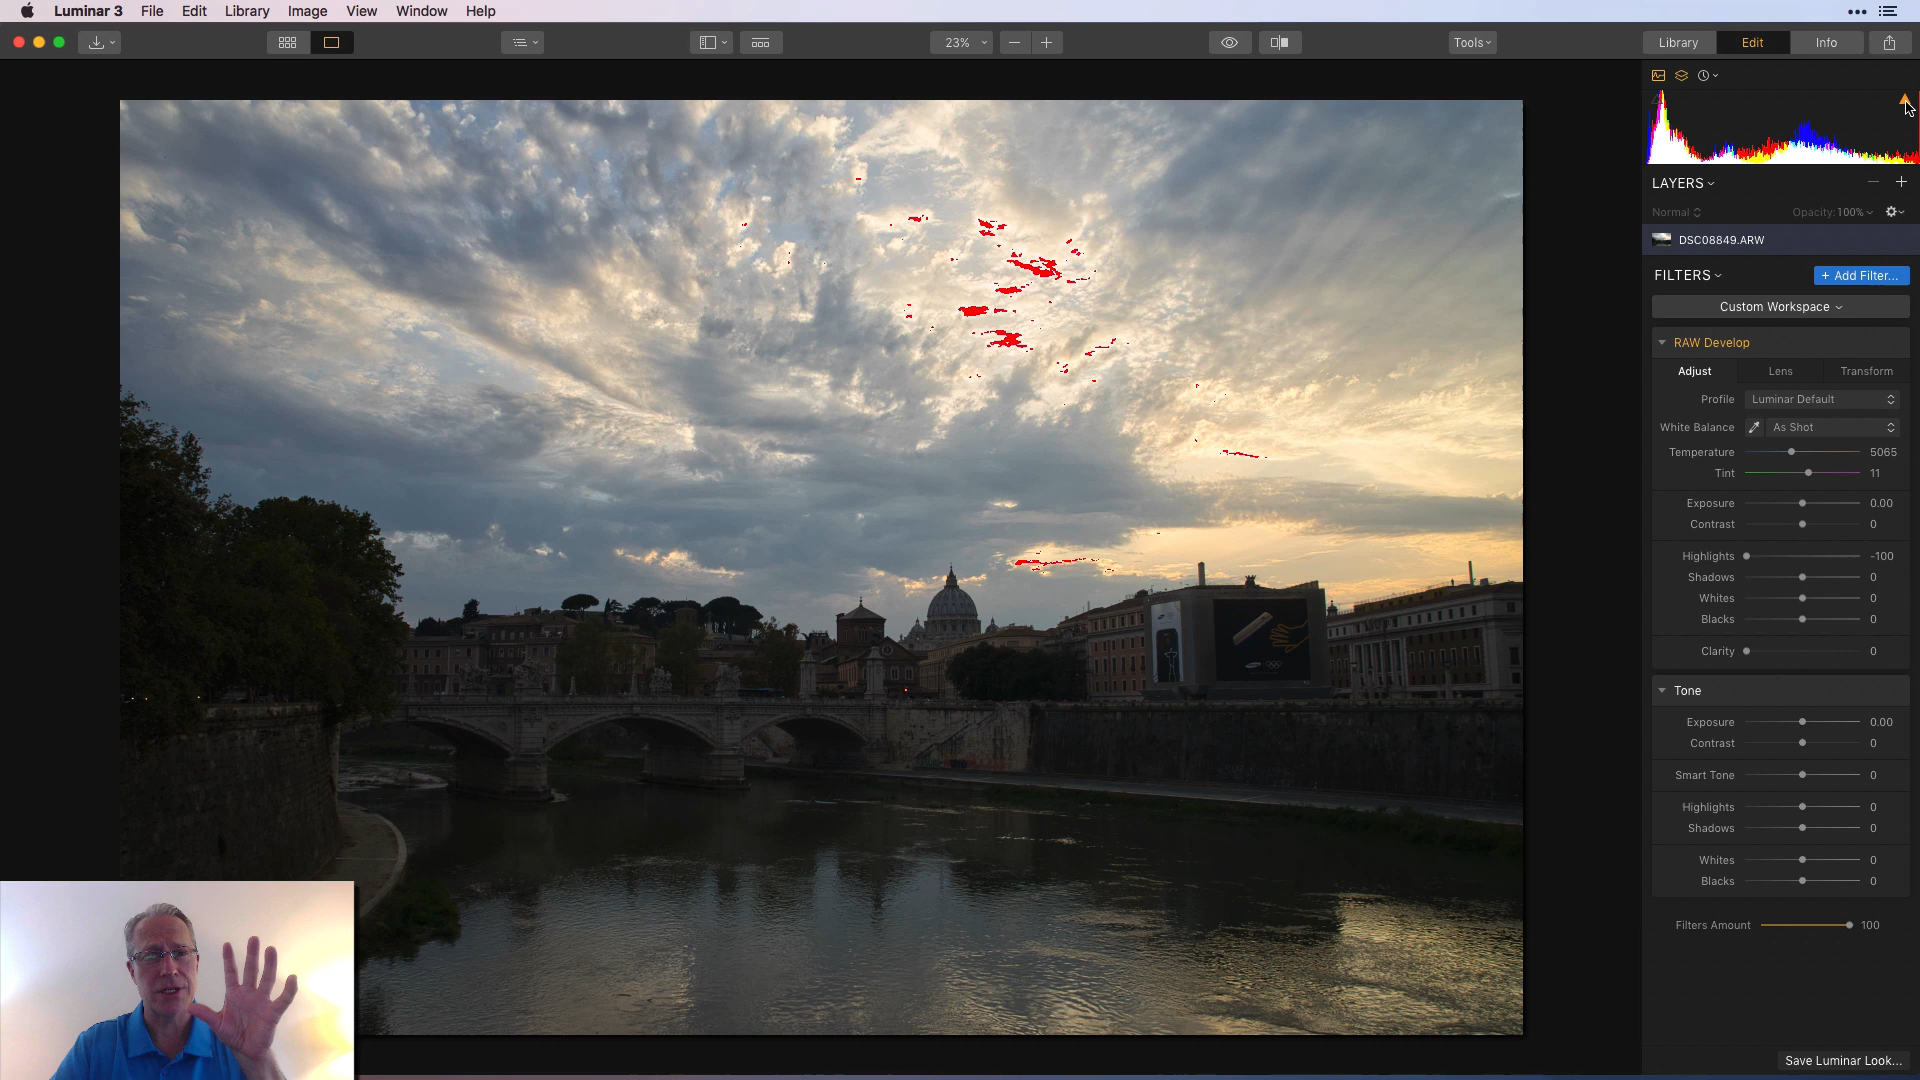 Luminar 3 File Edit Library Image View Window Help
23% Tools Library Edit Info
LAYERS
Normal Opacity: 100%
DSC08849.ARW
FILTERS + Add Filter...
Custom Workspace
RAW Develop
Adjust Lens Transform
Profile Luminar Default
White Balance As Shot
Temperature 5065
Tint 11
Exposure 0.00
Contrast 0
Highlights -100
Shadows 0
Whites 0
Blacks 0
Clarity 0
Tone
Exposure 0.00
Contrast 0
Smart Tone 0
Highlights 0
Shadows 0
Whites 0
Blacks 0
Filters Amount 100
Save Luminar Look...